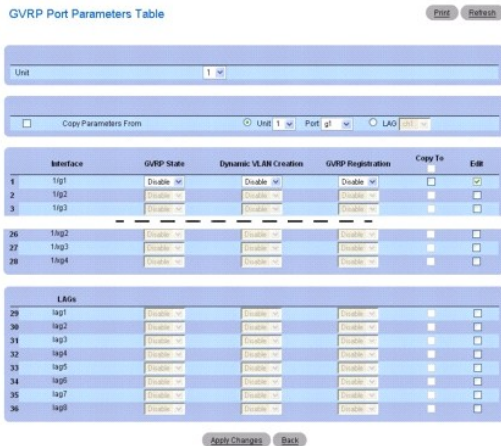 GVRP Port Parameters Table
Print Refresh
Unit 1
Copy Parameters From Unit 1 Port g1 LAG
Interface GVRP State Dynamic VLAN Creation GVRP Registration Copy To Edit
1 1/g1 Disable Disable Disable
2 1/g2 Disable Disable Disable
3 1/g3 Disable Disable Disable
26 1/xg2 Disable Disable Disable
27 1/xg3 Disable Disable Disable
28 1/xg4 Disable Disable Disable
LAGs
29 lag1 Disable Disable Disable
30 lag2 Disable Disable Disable
31 lag3 Disable Disable Disable
32 lag4 Disable Disable Disable
33 lag5 Disable Disable Disable
34 lag6 Disable Disable Disable
35 lag7 Disable Disable Disable
36 lag8 Disable Disable Disable
Apply Changes Back